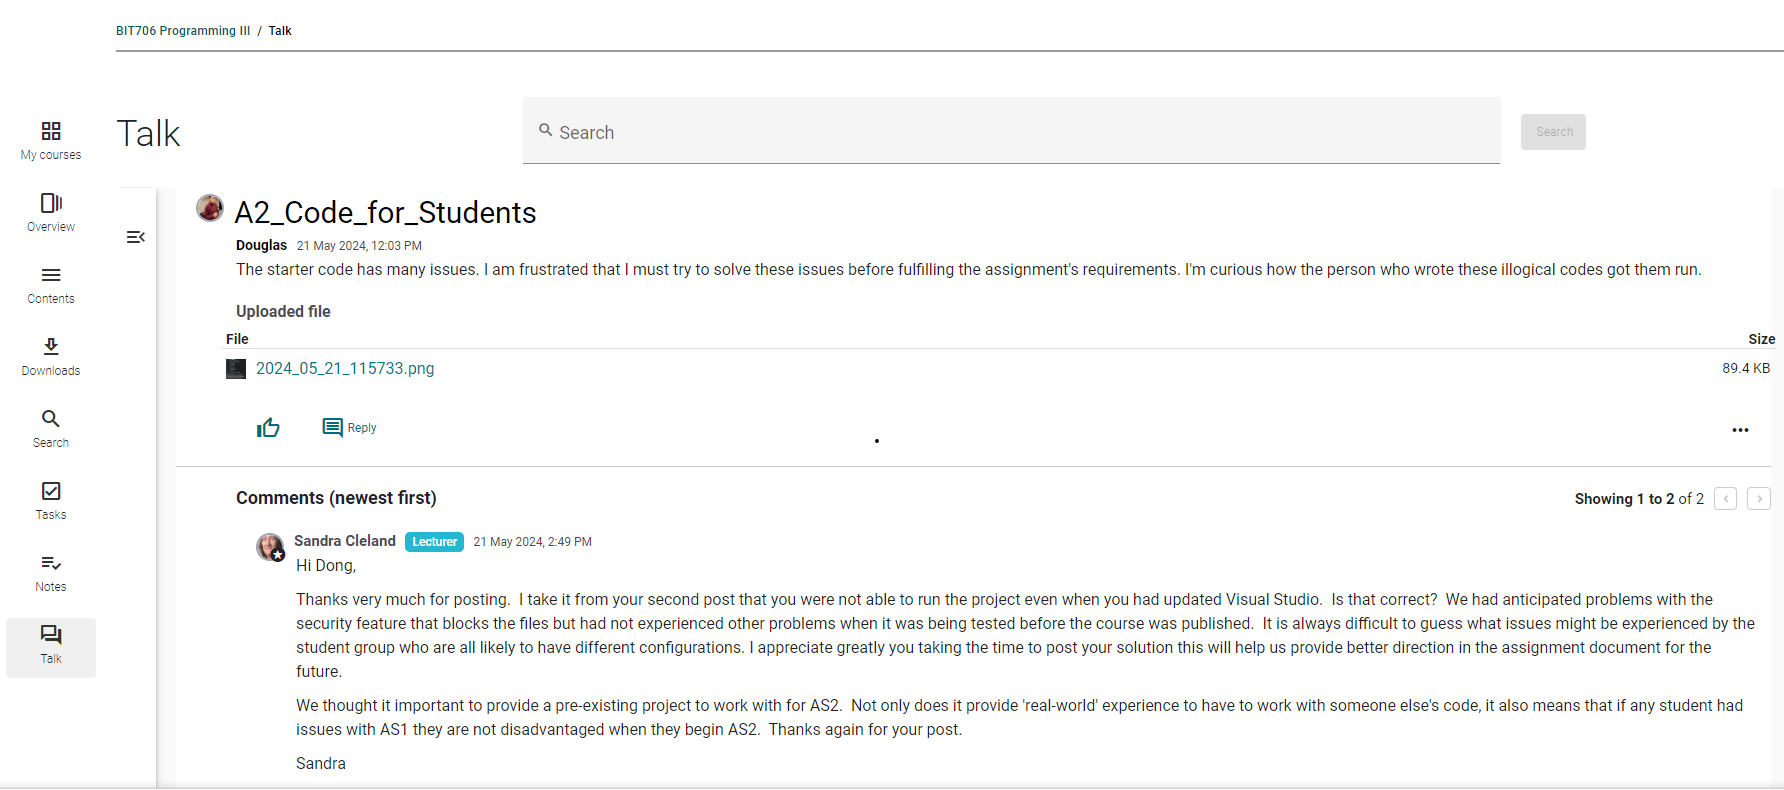 BIT706 Programming III / Talk
Talk
Search
Search
My courses
Overview
Contents
Downloads
Search
Tasks
Notes
Talk
A2_Code_for_Students
Douglas 21 May 2024, 12:03 PM
The starter code has many issues. I am frustrated that I must try to solve these issues before fulfilling the assignment's requirements. I'm curious how the person who wrote these illogical codes got them run.
Uploaded file
File Size
2024_05_21_115733.png 89.4 KB
Reply
Comments (newest first) Showing 1 to 2 of 2
Sandra Cleland Lecturer 21 May 2024, 2:49 PM
Hi Dong,
Thanks very much for posting.  I take it from your second post that you were not able to run the project even when you had updated Visual Studio.  Is that correct?  We had anticipated problems with the
security feature that blocks the files but had not experienced other problems when it was being tested before the course was published.  It is always difficult to guess what issues might be experienced by the
student group who are all likely to have different configurations. I appreciate greatly you taking the time to post your solution this will help us provide better direction in the assignment document for the
future.
We thought it important to provide a pre-existing project to work with for AS2.  Not only does it provide 'real-world' experience to have to work with someone else's code, it also means that if any student had
issues with AS1 they are not disadvantaged when they begin AS2.  Thanks again for your post.
Sandra